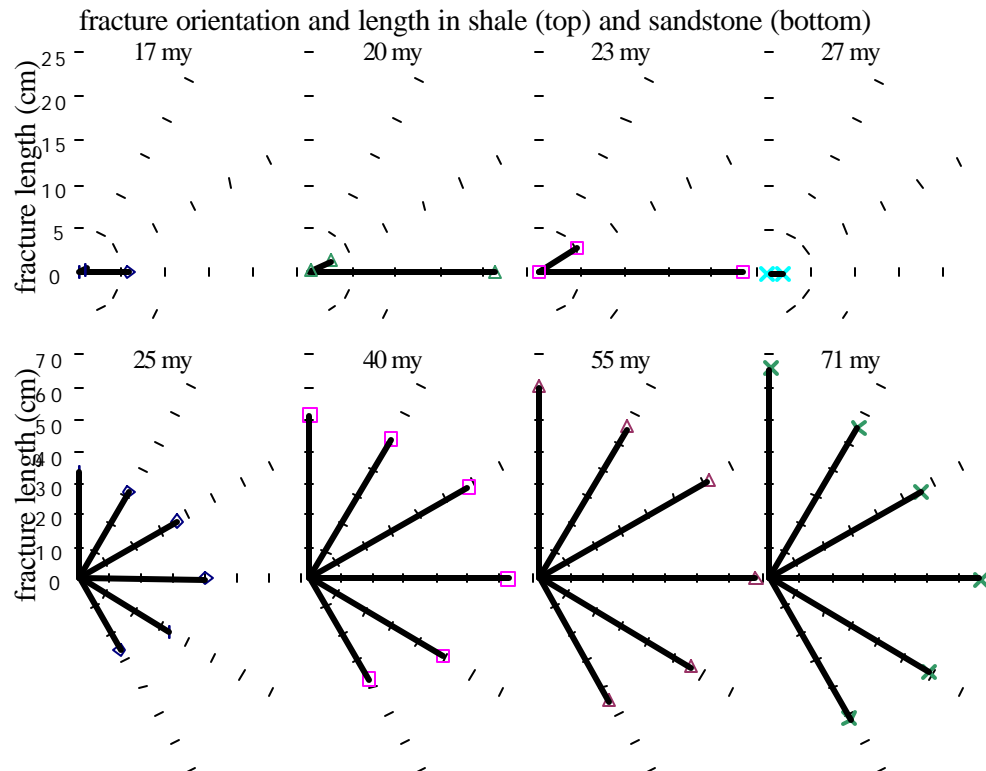 fracture orientation and length in shale (top) and sandstone (bottom)
17 my 20 my 23 my 27 my
fracture length (cm)
25
20
15
10
5
0
25 my 40 my 55 my 71 my
fracture length (cm)
70
60
50
40
30
20
10
0